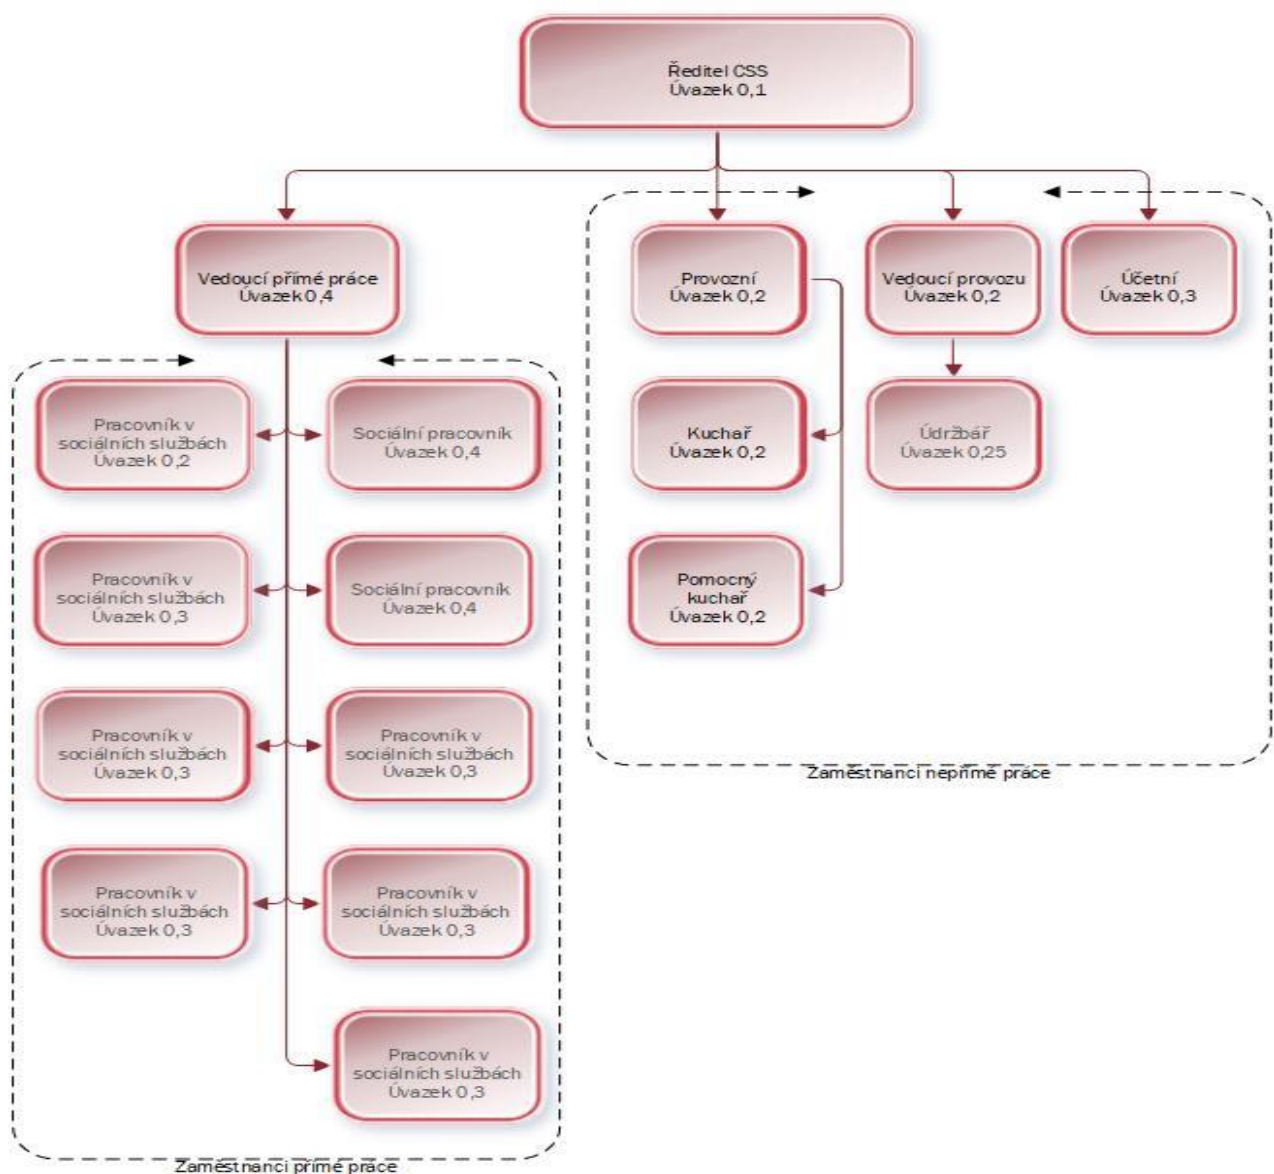 Ředitel CSS
Úvazek 0,1
Vedoucí přímé práce
Úvazek 0,4
Provozní
Úvazek 0,2
Vedoucí provozu
Úvazek 0,2
Účetní
Úvazek 0,3
Pracovník v
sociálních službách
Úvazek 0,2
Sociální pracovník
Úvazek 0,4
Kuchař
Úvazek 0,2
Údržbář
Úvazek 0,25
Pracovník v
sociálních službách
Úvazek 0,3
Sociální pracovník
Úvazek 0,4
Pomocný
kuchař
Úvazek 0,2
Pracovník v
sociálních službách
Úvazek 0,3
Pracovník v
sociálních službách
Úvazek 0,3
Zaměstnanci nepřímé práce
Pracovník v
sociálních službách
Úvazek 0,3
Pracovník v
sociálních službách
Úvazek 0,3
Pracovník v
sociálních službách
Úvazek 0,3
Zaměstnanci přímé práce